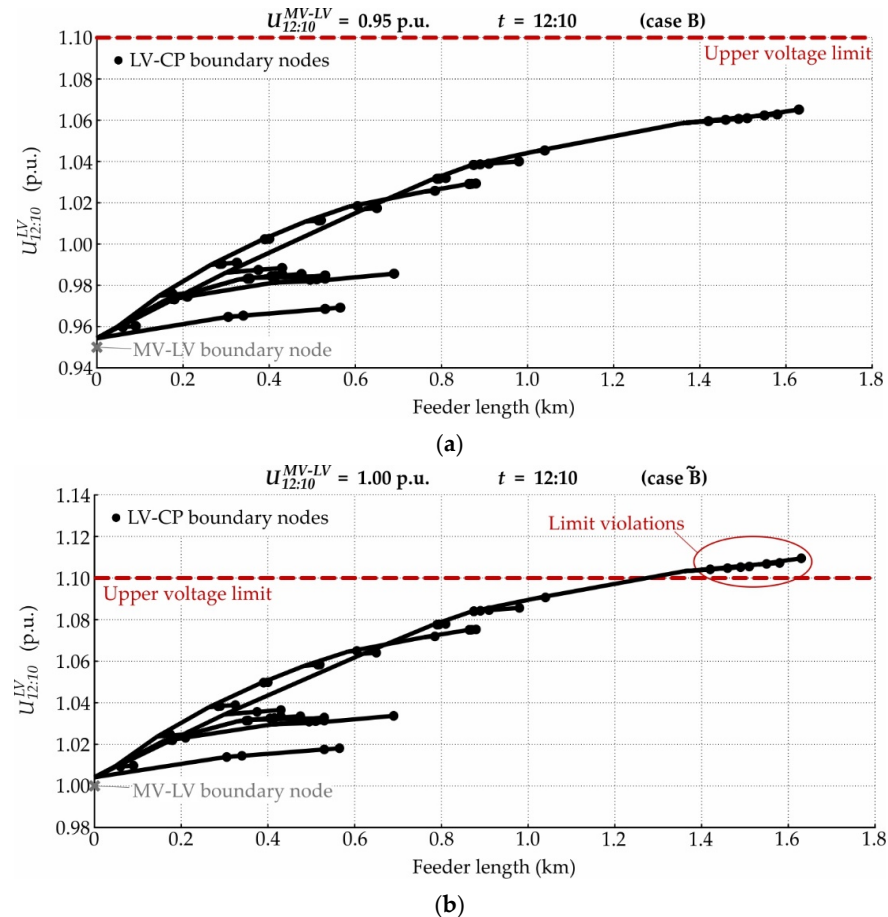 U_{12:10}^{MV-LV} = 0.95 p.u. t = 12:10 (case B)
1.10
Upper voltage limit
LV-CP boundary nodes
1.08
1.06
1.04
1.02
1.00
0.98
0.96
0.94
U_{12:10}^{LV} (p.u.)
MV-LV boundary node
0 0.2 0.4 0.6 0.8 1.0 1.2 1.4 1.6 1.8
Feeder length (km)
(a)
U_{12:10}^{MV-LV} = 1.00 p.u. t = 12:10 (case B̃)
1.14
LV-CP boundary nodes
Limit violations
1.12
1.10
Upper voltage limit
1.08
1.06
1.04
1.02
1.00
0.98
U_{12:10}^{LV} (p.u.)
MV-LV boundary node
0 0.2 0.4 0.6 0.8 1.0 1.2 1.4 1.6 1.8
Feeder length (km)
(b)